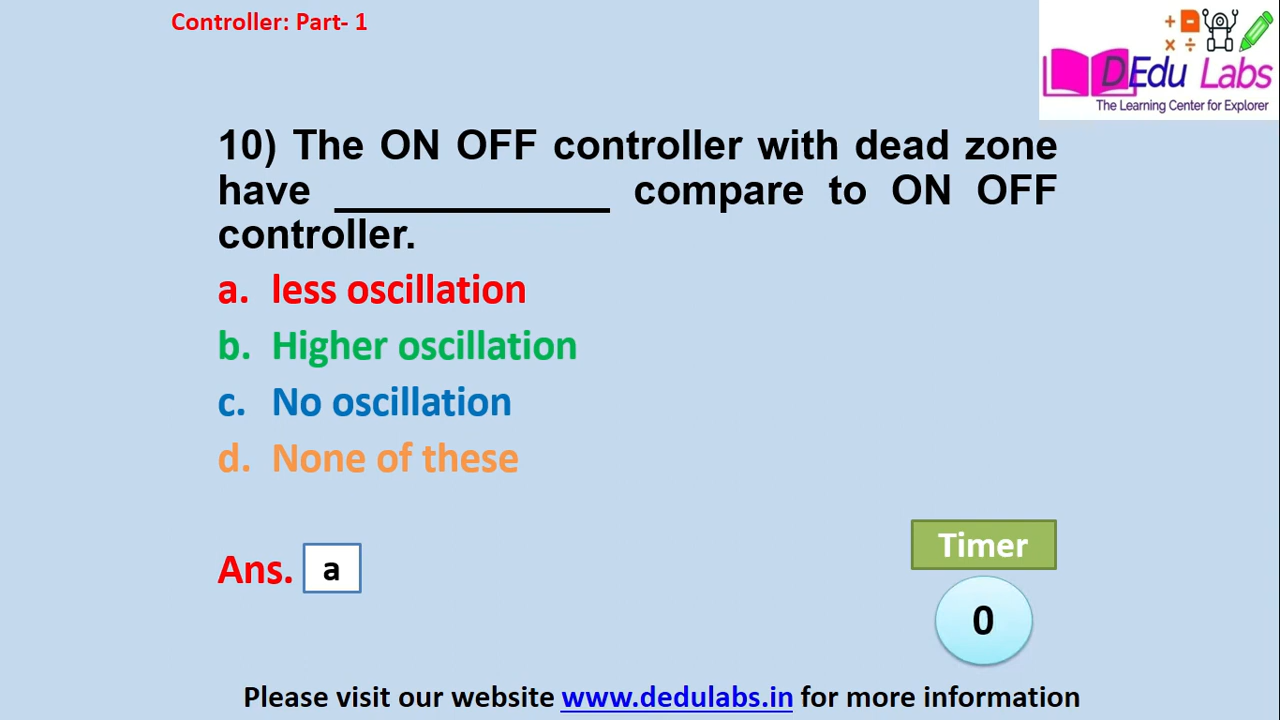 Controller: Part- 1
DEdu Labs
The Learning Center for Explorer
10) The ON OFF controller with dead zone
have _____________ compare to ON OFF
controller.
a. less oscillation
b. Higher oscillation
c. No oscillation
d. None of these
Ans. a
Timer
0
Please visit our website www.dedulabs.in for more information